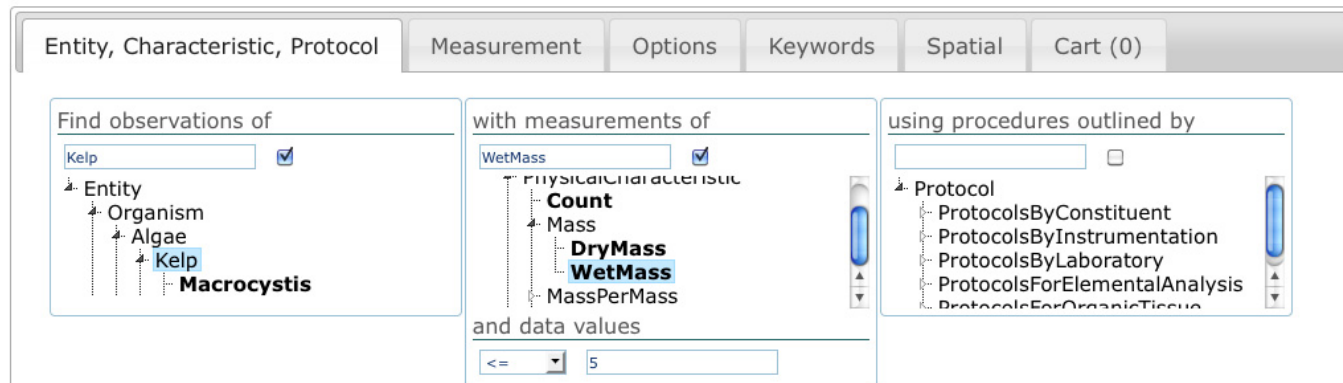 Entity, Characteristic, Protocol Measurement Options Keywords Spatial Cart (0)
Find observations of
Kelp
Entity
Organism
Algae
Kelp
Macrocystis
with measurements of
WetMass
PhysicalCharacteristic
Count
Mass
DryMass
WetMass
MassPerMass
and data values
<= 5
using procedures outlined by
Protocol
ProtocolsByConstituent
ProtocolsByInstrumentation
ProtocolsByLaboratory
ProtocolsForElementalAnalysis
ProtocolsForOrganicTissue